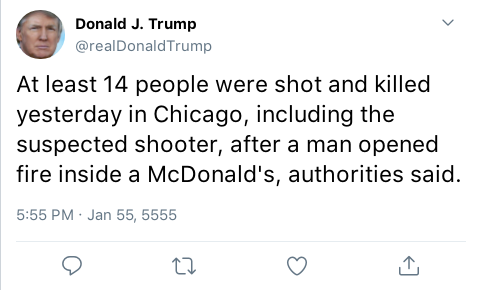 Donald J. Trump
@realDonaldTrump
At least 14 people were shot and killed
yesterday in Chicago, including the
suspected shooter, after a man opened
fire inside a McDonald's, authorities said.
5:55 PM · Jan 55, 5555